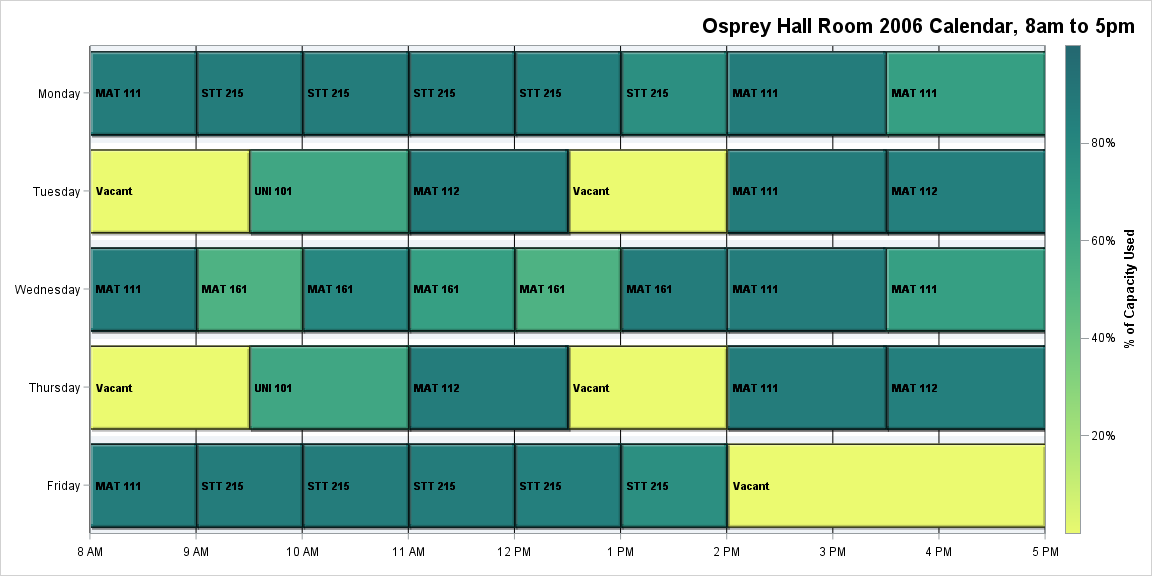 Osprey Hall Room 2006 Calendar, 8am to 5pm
Monday
MAT 111
STT 215
STT 215
STT 215
STT 215
STT 215
MAT 111
MAT 111
Tuesday
Vacant
UNI 101
MAT 112
Vacant
MAT 111
MAT 112
Wednesday
MAT 111
MAT 161
MAT 161
MAT 161
MAT 161
MAT 161
MAT 111
MAT 111
Thursday
Vacant
UNI 101
MAT 112
Vacant
MAT 111
MAT 112
Friday
MAT 111
STT 215
STT 215
STT 215
STT 215
STT 215
Vacant
8 AM
9 AM
10 AM
11 AM
12 PM
1 PM
2 PM
3 PM
4 PM
5 PM
80%
60%
40%
20%
% of Capacity Used